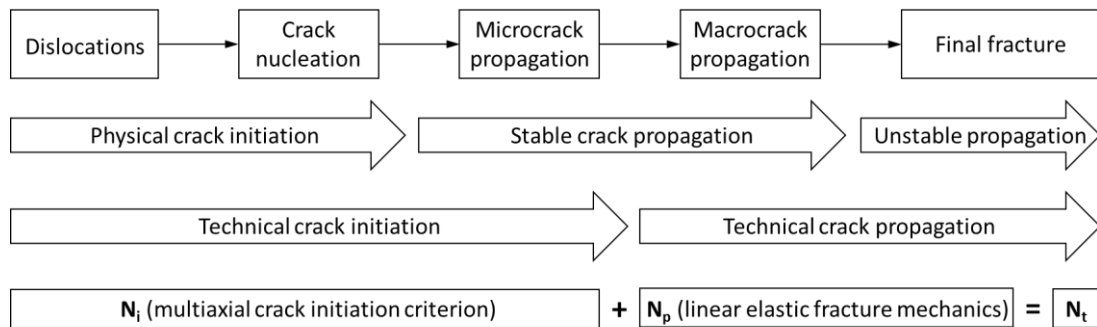 Dislocations
Crack
nucleation
Microcrack
propagation
Macrocrack
propagation
Final fracture
Physical crack initiation
Stable crack propagation
Unstable propagation
Technical crack initiation
Technical crack propagation
Ni (multiaxial crack initiation criterion) + Np (linear elastic fracture mechanics) = Nt